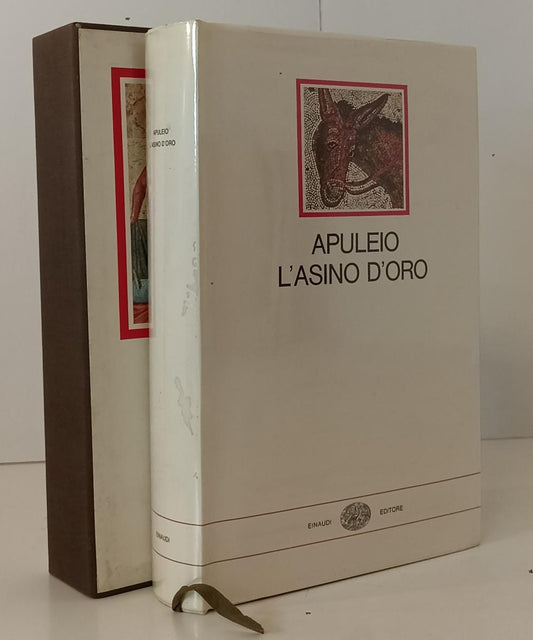 APULEIO
L'ASINO D'ORO
EINAUDI
APULEIO
L'ASINO D'ORO
EINAUDI EDITORE